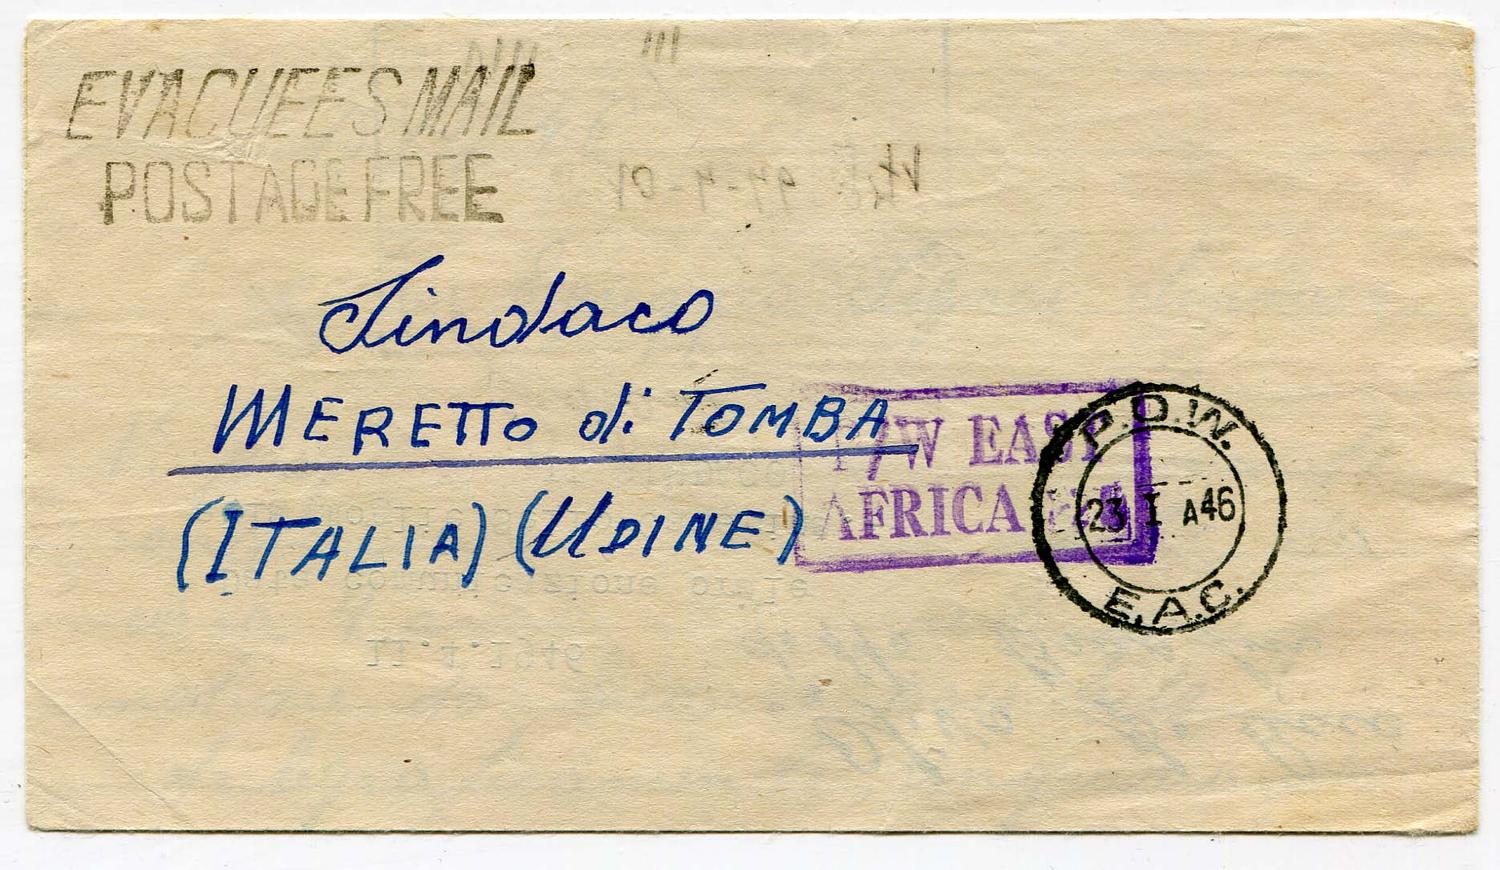 EVACUEES MAIL
POSTAGE FREE
Sindaco
MERETTO di TOMBA
(ITALIA) (UDINE)
P/W EAST
AFRICA
P.O.W.
23 I A46
E.A.C.